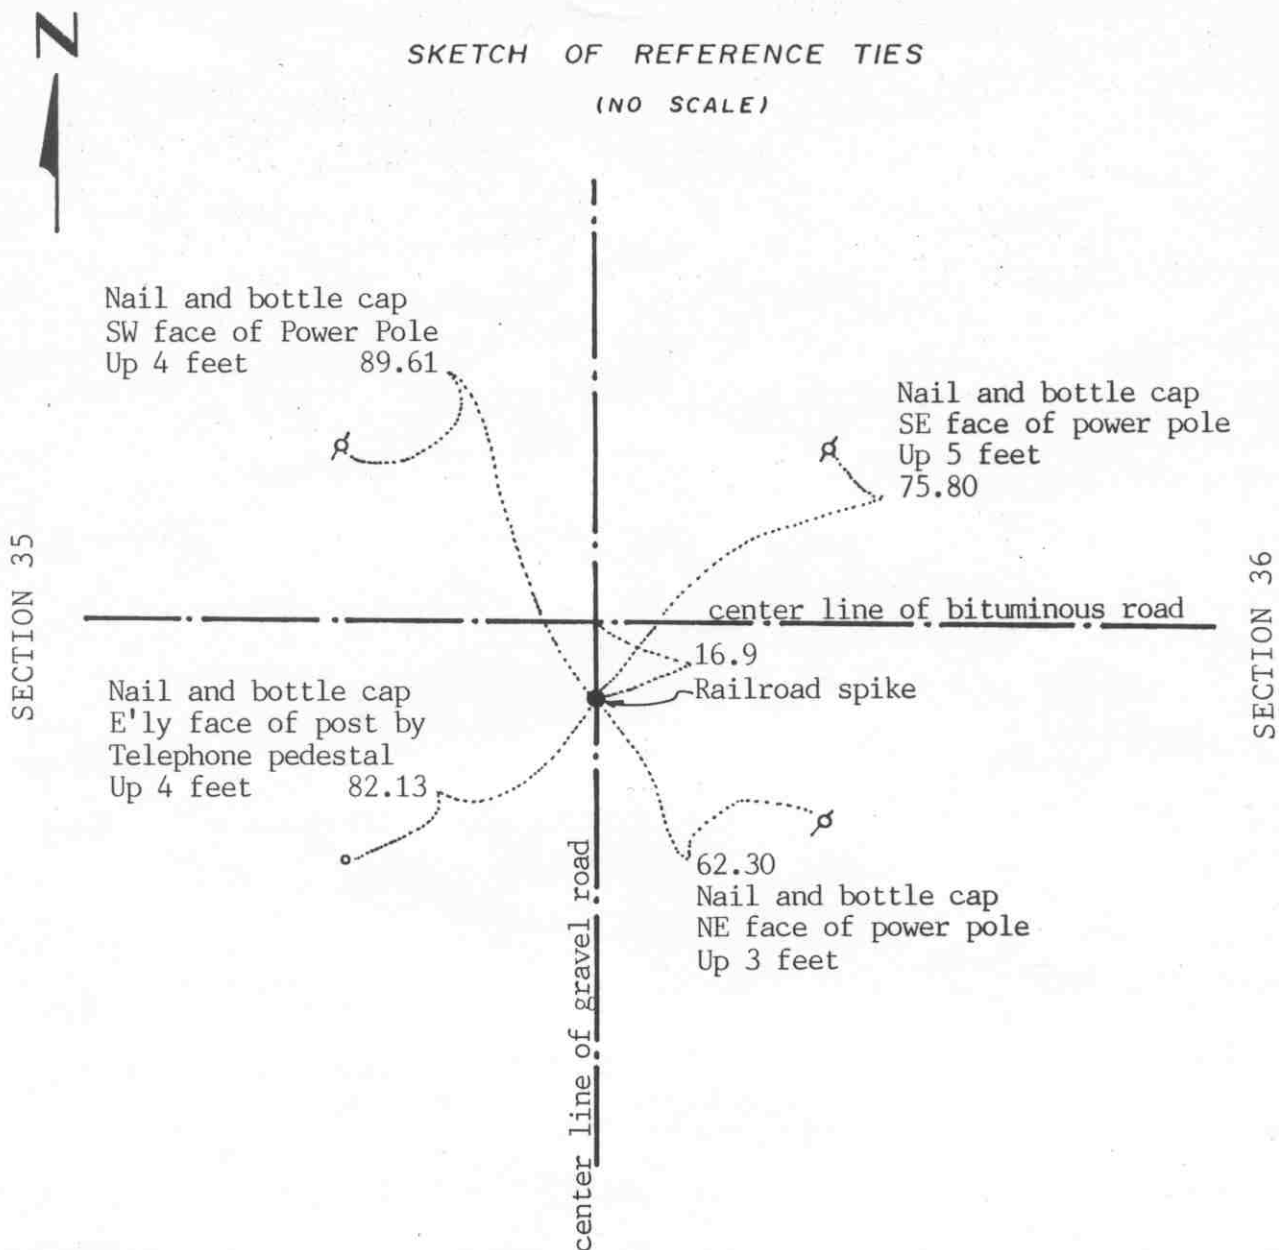 N
SKETCH OF REFERENCE TIES
(NO SCALE)
Nail and bottle cap
SW face of Power Pole
Up 4 feet 89.61
Nail and bottle cap
SE face of power pole
Up 5 feet
75.80
SECTION 35
SECTION 36
center line of bituminous road
16.9
Railroad spike
Nail and bottle cap
E'ly face of post by
Telephone pedestal
Up 4 feet 82.13
62.30
Nail and bottle cap
NE face of power pole
Up 3 feet
center line of gravel road